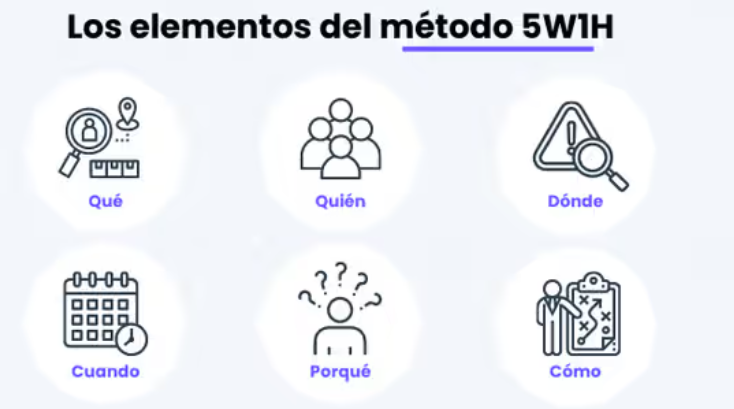 Los elementos del método 5W1H
Qué
Quién
Dónde
Cuando
Porqué
Cómo